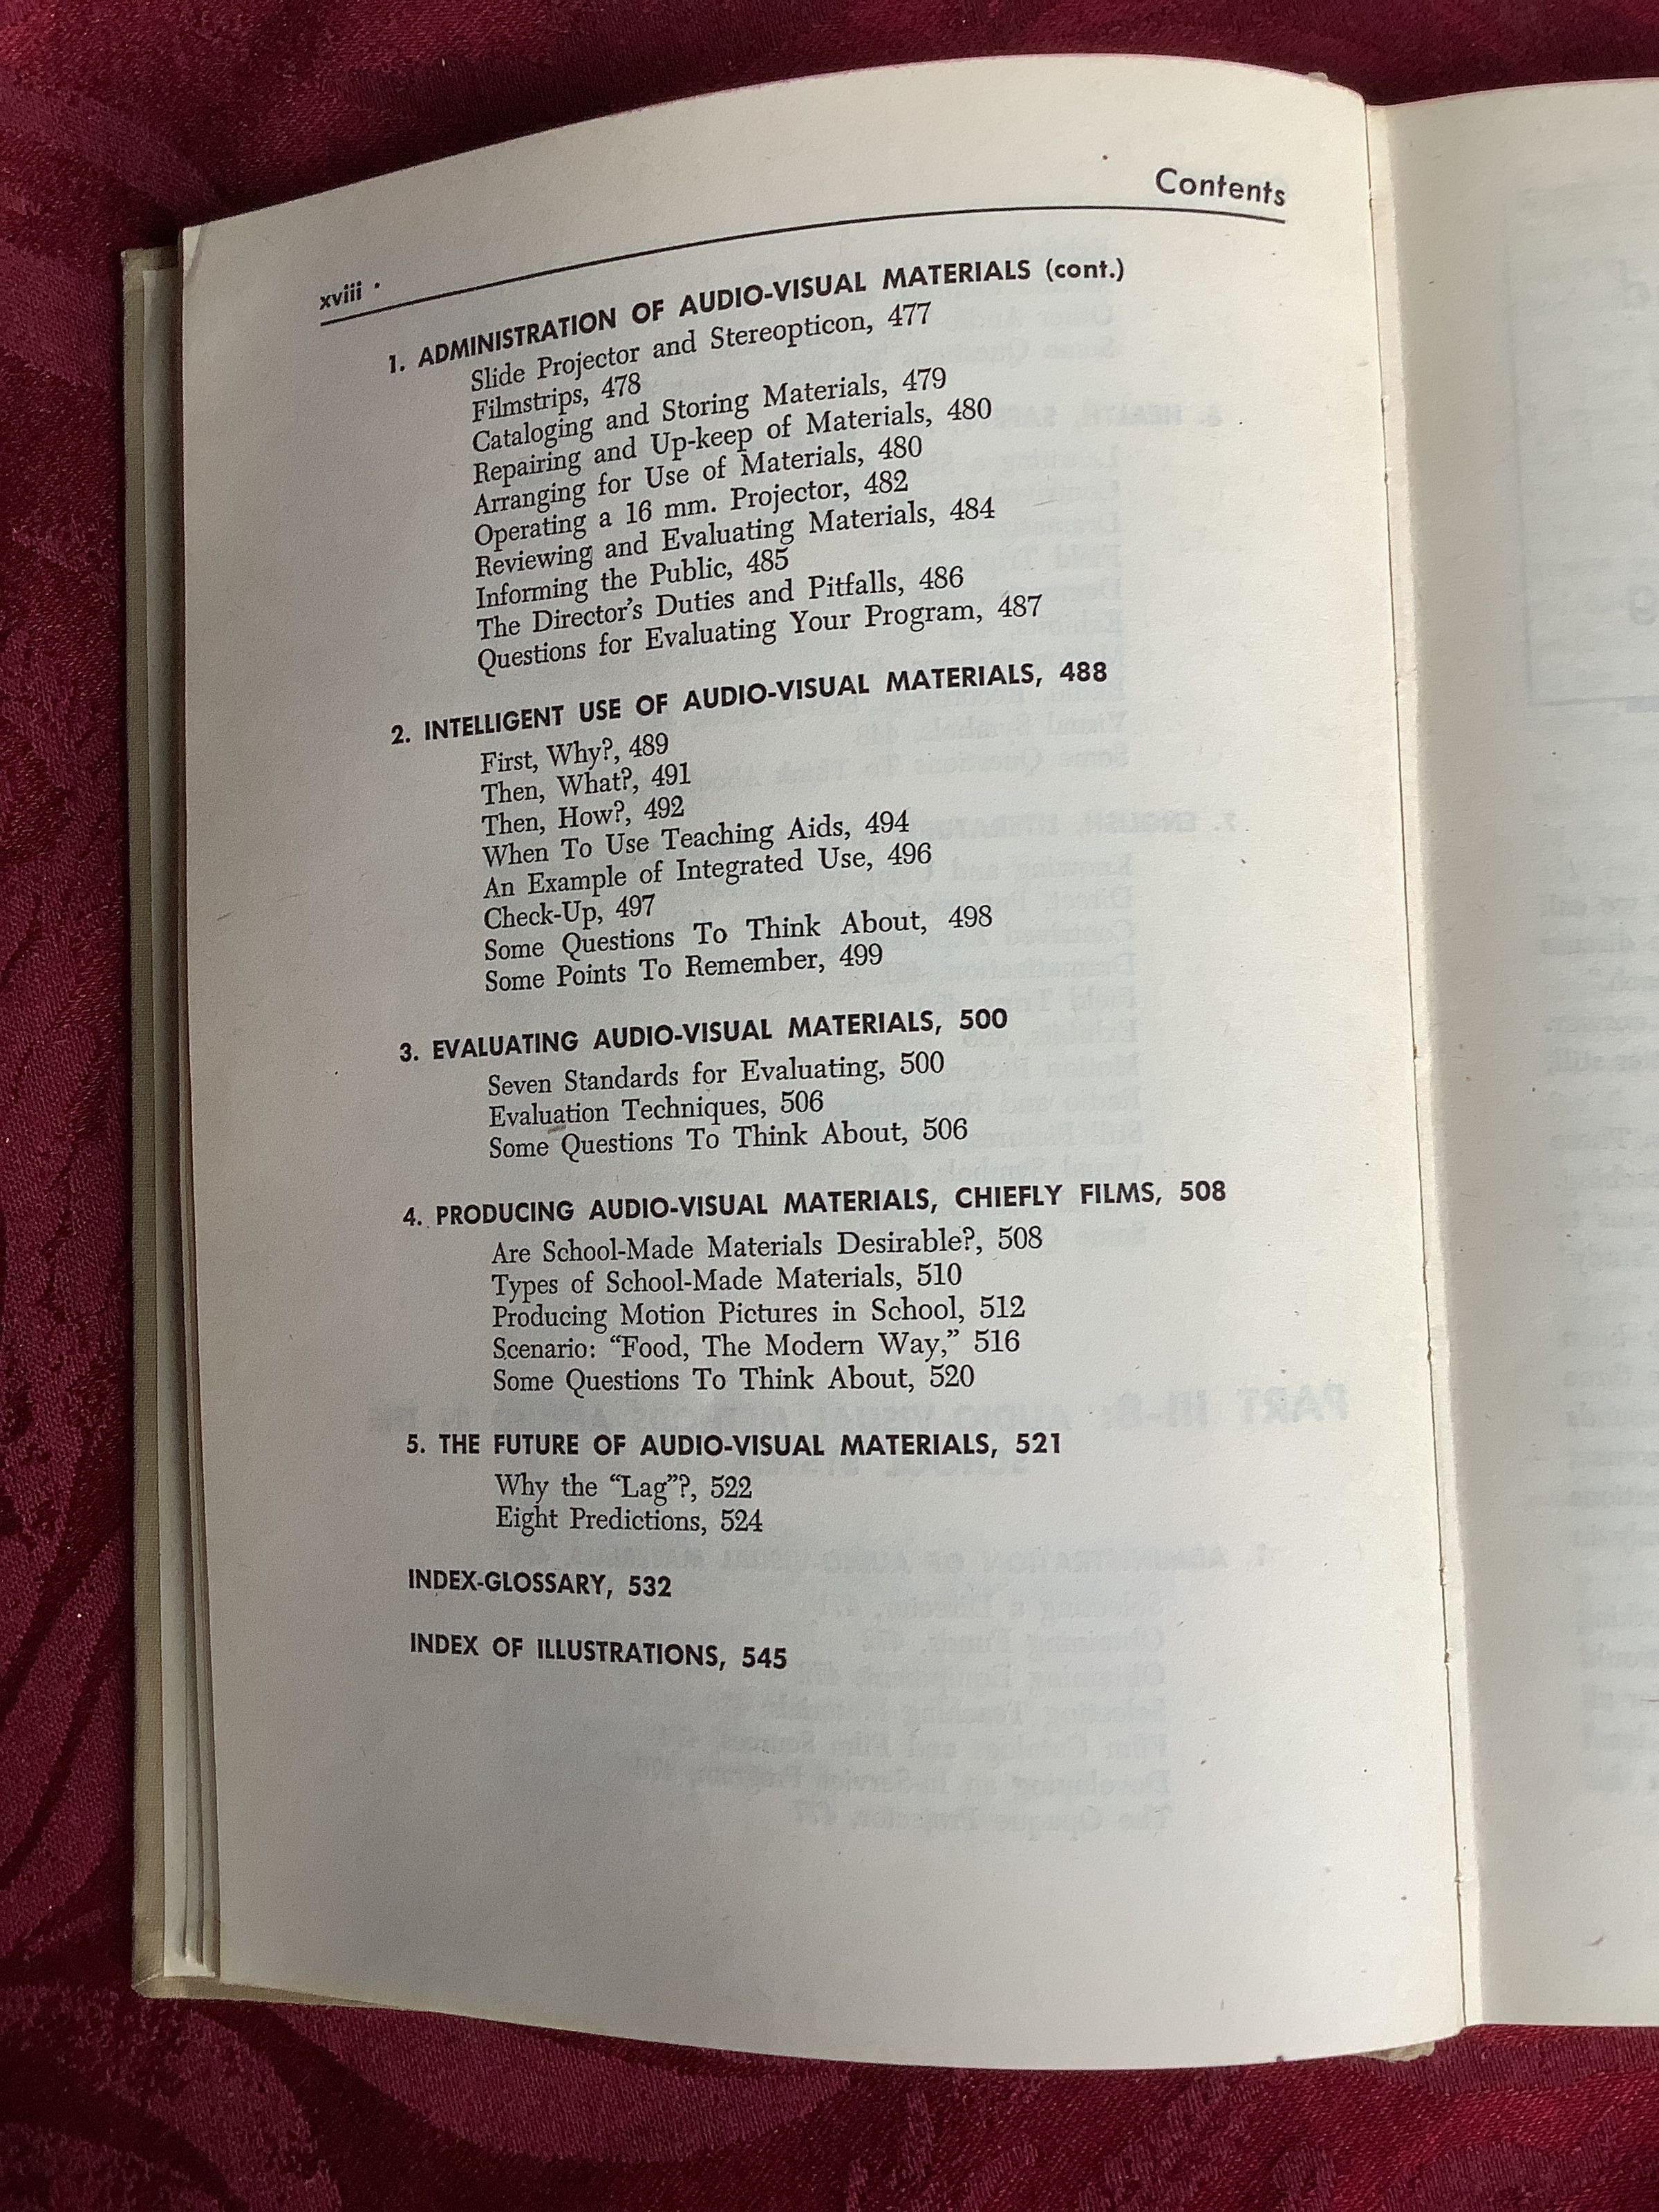 Contents
xviii •
1. ADMINISTRATION OF AUDIO-VISUAL MATERIALS (cont.)
Slide Projector and Stereopticon, 477
Filmstrips, 478
Cataloging and Storing Materials, 479
Repairing and Up-keep of Materials, 480
Arranging for Use of Materials, 480
Operating a 16 mm. Projector, 482
Reviewing and Evaluating Materials, 484
Informing the Public, 485
The Director's Duties and Pitfalls, 486
Questions for Evaluating Your Program, 487
2. INTELLIGENT USE OF AUDIO-VISUAL MATERIALS, 488
First, Why?, 489
Then, What?, 491
Then, How?, 492
When To Use Teaching Aids, 494
An Example of Integrated Use, 496
Check-Up, 497
Some Questions To Think About, 498
Some Points To Remember, 499
3. EVALUATING AUDIO-VISUAL MATERIALS, 500
Seven Standards for Evaluating, 500
Evaluation Techniques, 506
Some Questions To Think About, 506
4. PRODUCING AUDIO-VISUAL MATERIALS, CHIEFLY FILMS, 508
Are School-Made Materials Desirable?, 508
Types of School-Made Materials, 510
Producing Motion Pictures in School, 512
Scenario: “Food, The Modern Way,” 516
Some Questions To Think About, 520
5. THE FUTURE OF AUDIO-VISUAL MATERIALS, 521
Why the “Lag”?, 522
Eight Predictions, 524
INDEX-GLOSSARY, 532
INDEX OF ILLUSTRATIONS, 545